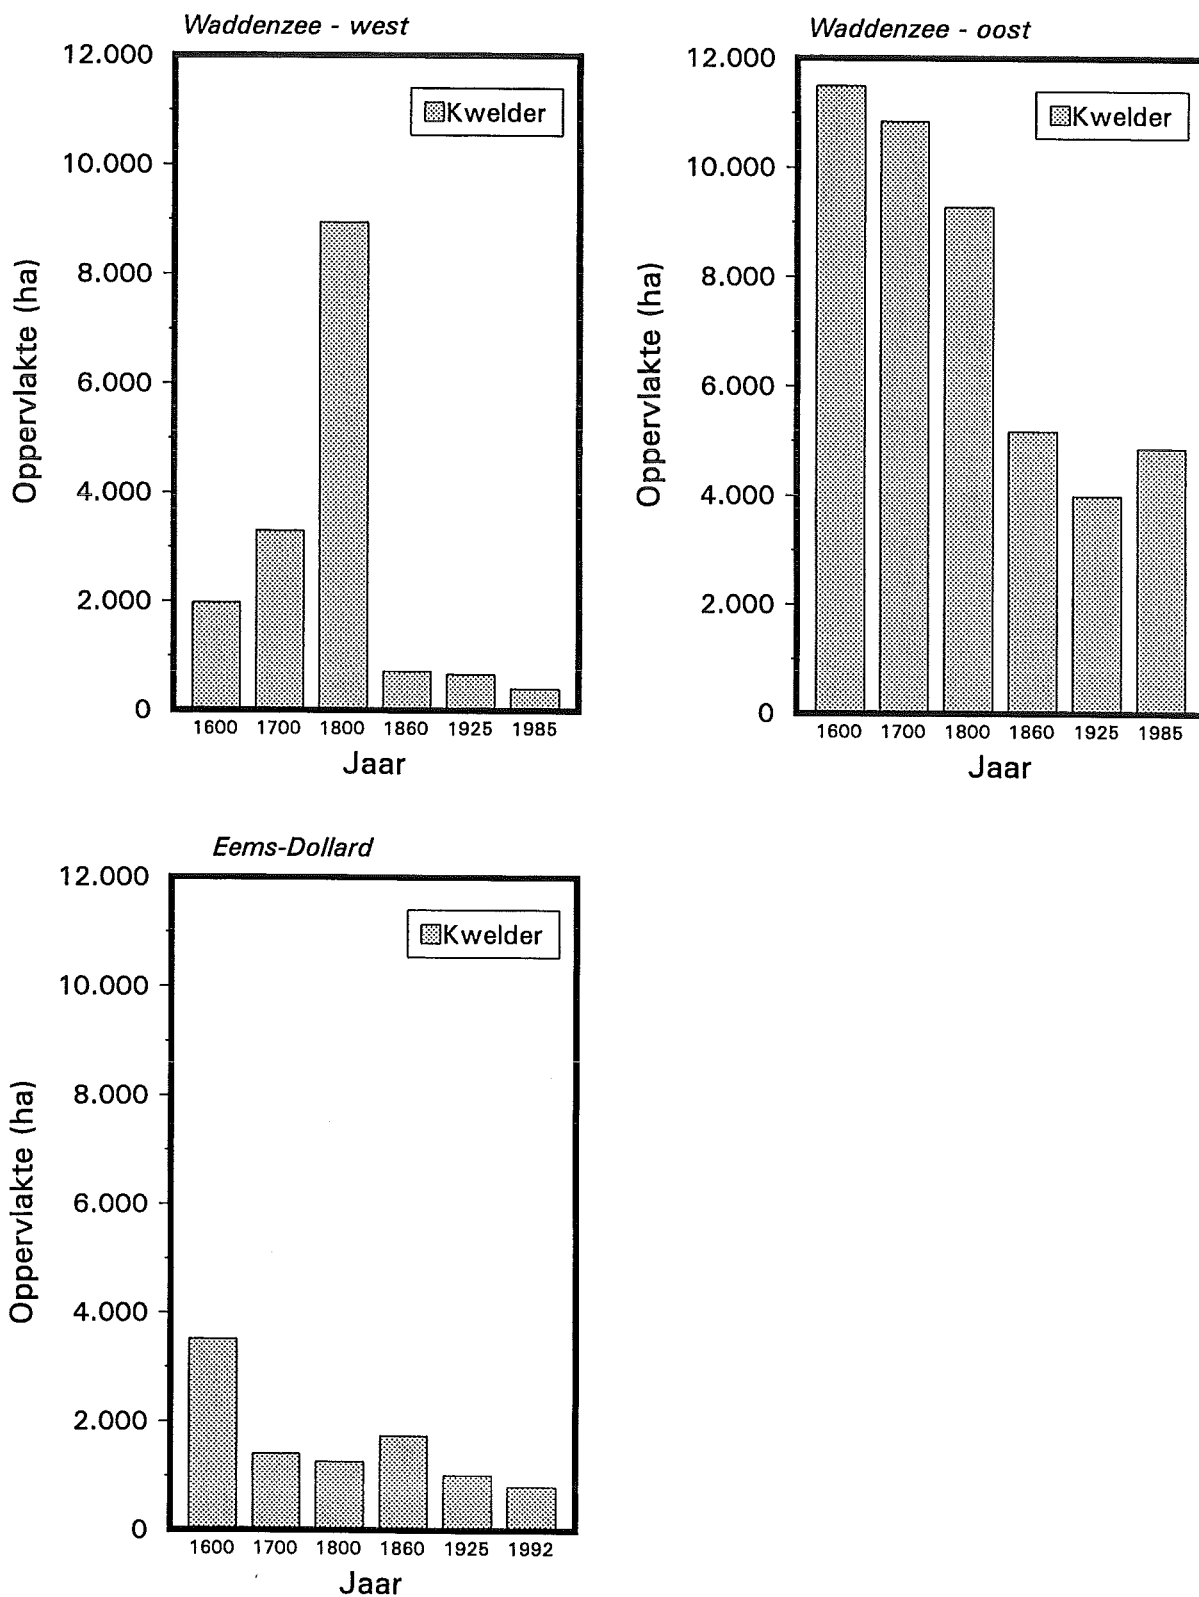 Waddenzee - west
12.000
10.000
8.000
6.000
4.000
2.000
0
Oppervlakte (ha)
Kwelder
1600 1700 1800 1860 1925 1985
Jaar
Waddenzee - oost
12.000
10.000
8.000
6.000
4.000
2.000
0
Oppervlakte (ha)
Kwelder
1600 1700 1800 1860 1925 1985
Jaar
Eems-Dollard
12.000
10.000
8.000
6.000
4.000
2.000
0
Oppervlakte (ha)
Kwelder
1600 1700 1800 1860 1925 1992
Jaar